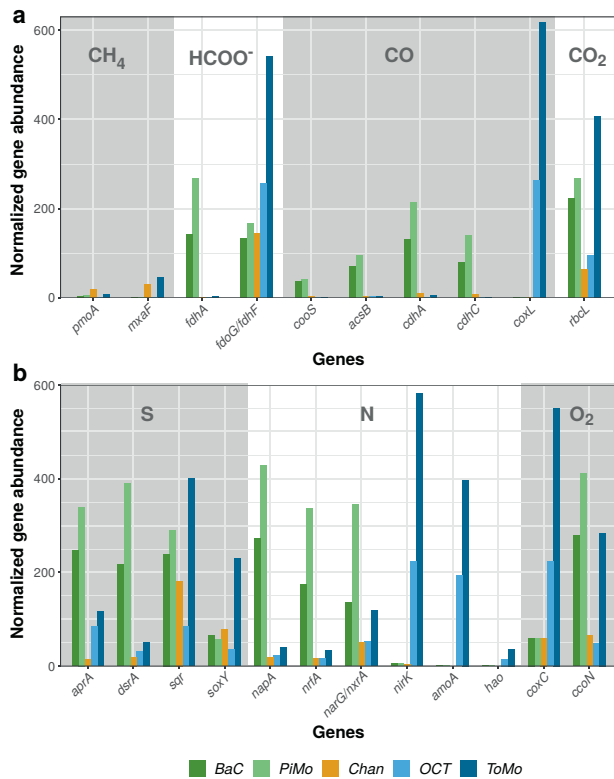 a
CH4 HCOO- CO CO2
Normalized gene abundance
600
400
200
0
pmoA mxaF fdhA fdoG/fdhF cooS acsB cdhA cdhC coxL rbcL
Genes
b
S N O2
Normalized gene abundance
600
400
200
0
aprA dsrA sqr soxY napA nrfA narG/nxrA nirK amoA hao coxC ccoN
Genes
BaC PiMo Chan OCT ToMo